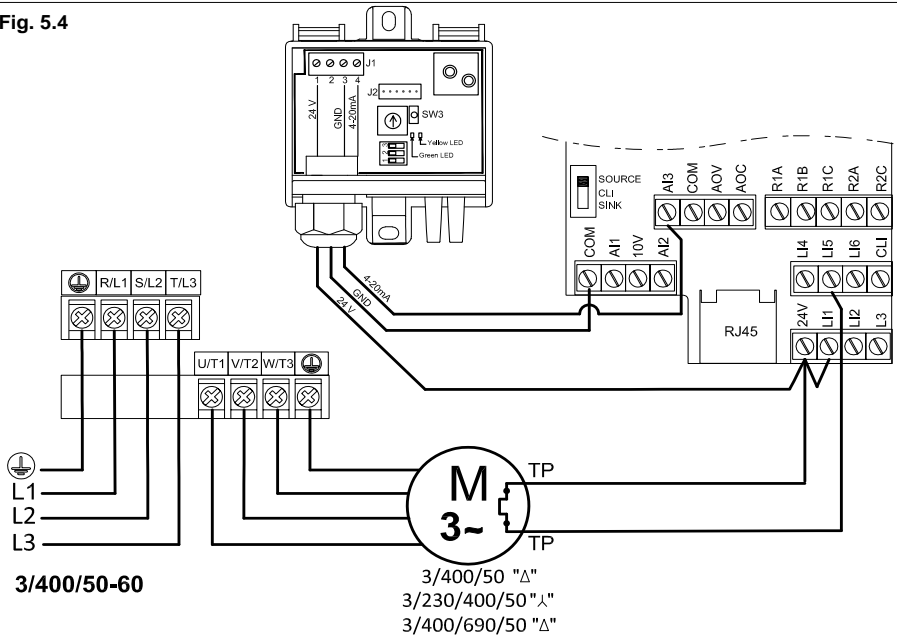 Fig. 5.4
J1
1 2 3 4
24 V
GND
4-20mA
J2
SW3
Yellow LED
Green LED
1 2 3
SOURCE
CLI
SINK
AI3 COM AOV AOC
R1A R1B R1C R2A R2C
COM AI1 10V AI2
LI4 LI5 LI6 CLI
24V LI1 LI2 L3
RJ45
4-20mA
GND
24 V
R/L1 S/L2 T/L3
U/T1 V/T2 W/T3
L1
L2
L3
M
3~
TP
TP
3/400/50-60
3/400/50 "Δ"
3/230/400/50 "⅄"
3/400/690/50 "Δ"